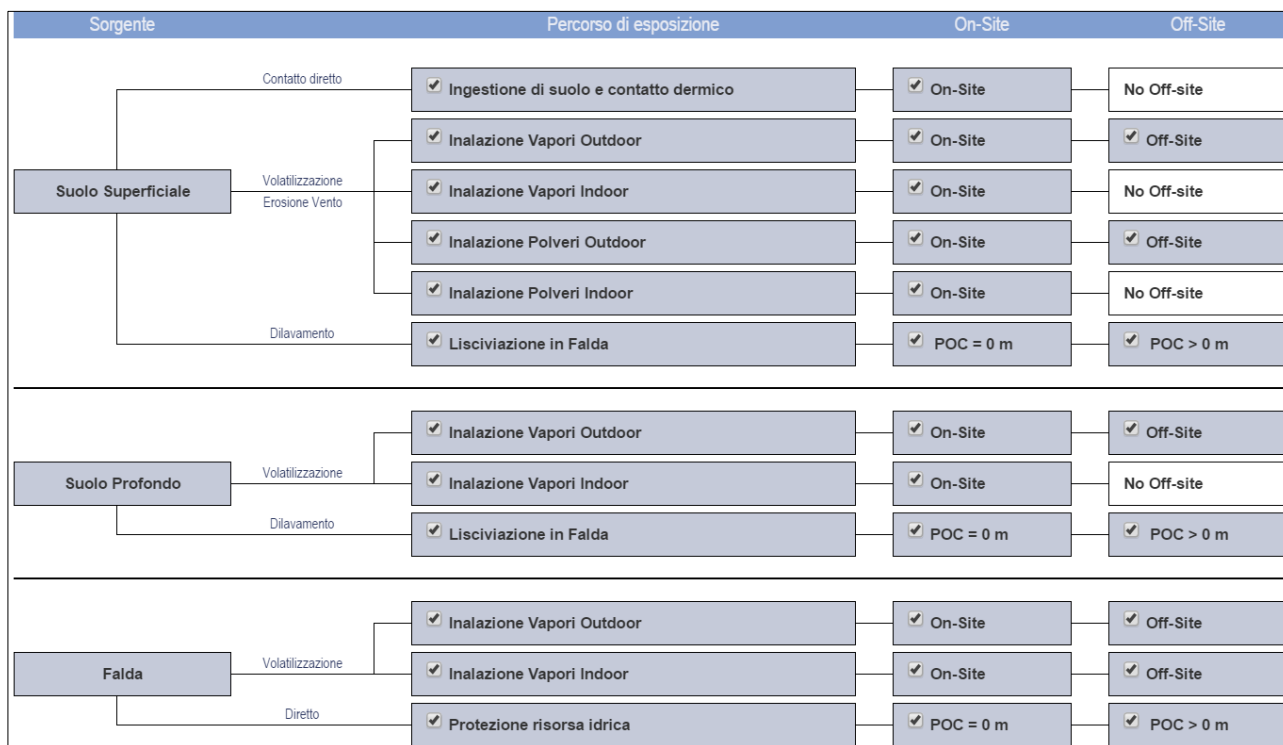 Sorgente Percorso di esposizione On-Site Off-Site
Contatto diretto
Ingestione di suolo e contatto dermico On-Site No Off-site
Inalazione Vapori Outdoor On-Site Off-Site
Suolo Superficiale Volatilizzazione Inalazione Vapori Indoor On-Site No Off-site
Erosione Vento
Inalazione Polveri Outdoor On-Site Off-Site
Inalazione Polveri Indoor On-Site No Off-site
Dilavamento
Lisciviazione in Falda POC = 0 m POC > 0 m
Inalazione Vapori Outdoor On-Site Off-Site
Volatilizzazione
Suolo Profondo Inalazione Vapori Indoor On-Site No Off-site
Dilavamento
Lisciviazione in Falda POC = 0 m POC > 0 m
Inalazione Vapori Outdoor On-Site Off-Site
Volatilizzazione
Falda Inalazione Vapori Indoor On-Site Off-Site
Diretto
Protezione risorsa idrica POC = 0 m POC > 0 m